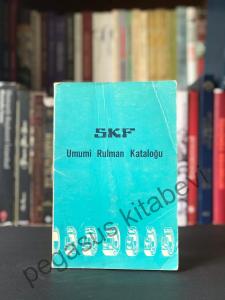 SKF
Umumi Rulman Kataloğu
pegasus kitabevi